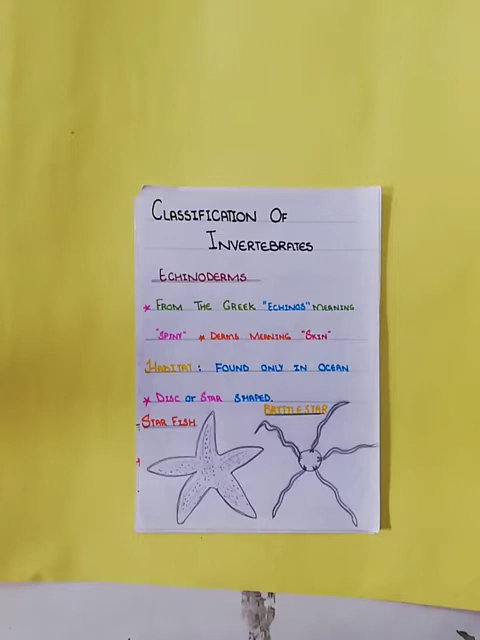 CLASSIFICATION OF
INVERTEBRATES
ECHINODERMS
* FROM THE GREEK "ECHINOS" MEANING
"SPINY" * DERMS MEANING "SKIN"
HABITAT: FOUND ONLY IN OCEAN
* DISC or STAR SHAPED.
BRITTLE STAR
STAR FISH